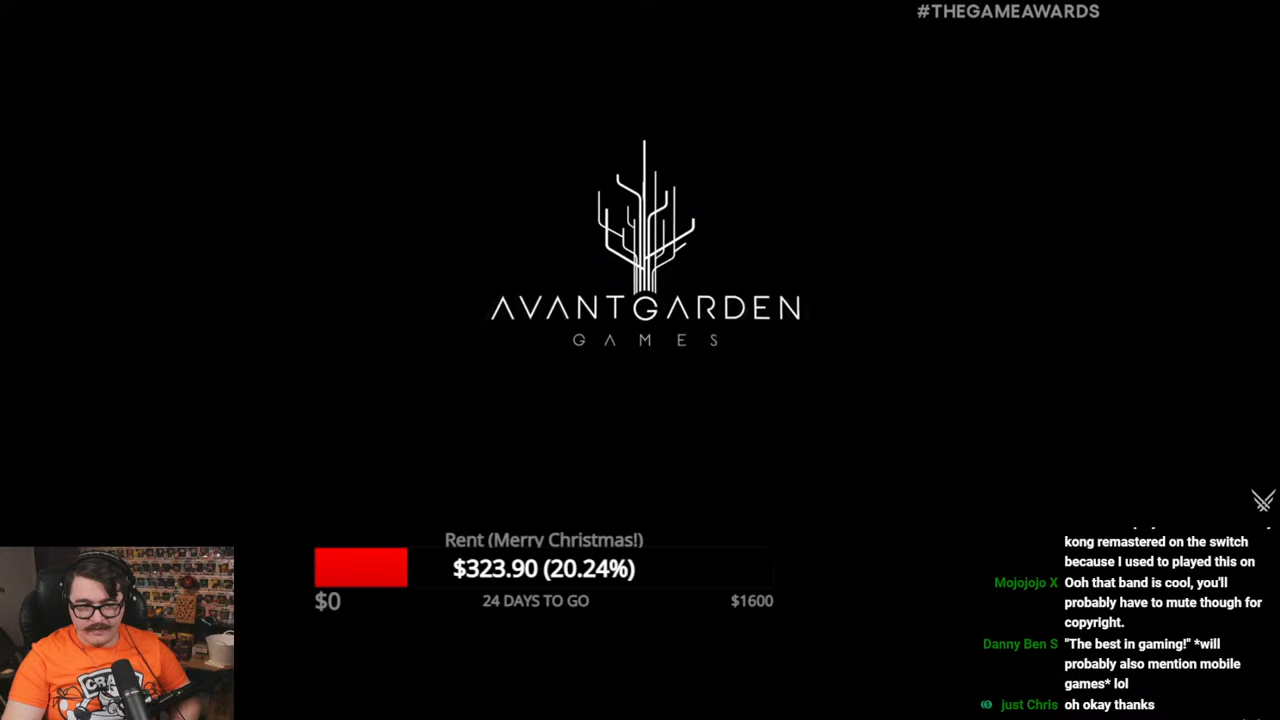 #THEGAMEAWARDS
AVANTGARDEN
GAMES
Rent (Merry Christmas!)
$323.90 (20.24%)
$0
24 DAYS TO GO
$1600
kong remastered on the switch
because I used to played this on
Mojojojo X Ooh that band is cool, you'll
probably have to mute though for
copyright.
Danny Ben S "The best in gaming!" *will
probably also mention mobile
games* lol
just Chris oh okay thanks
CRA